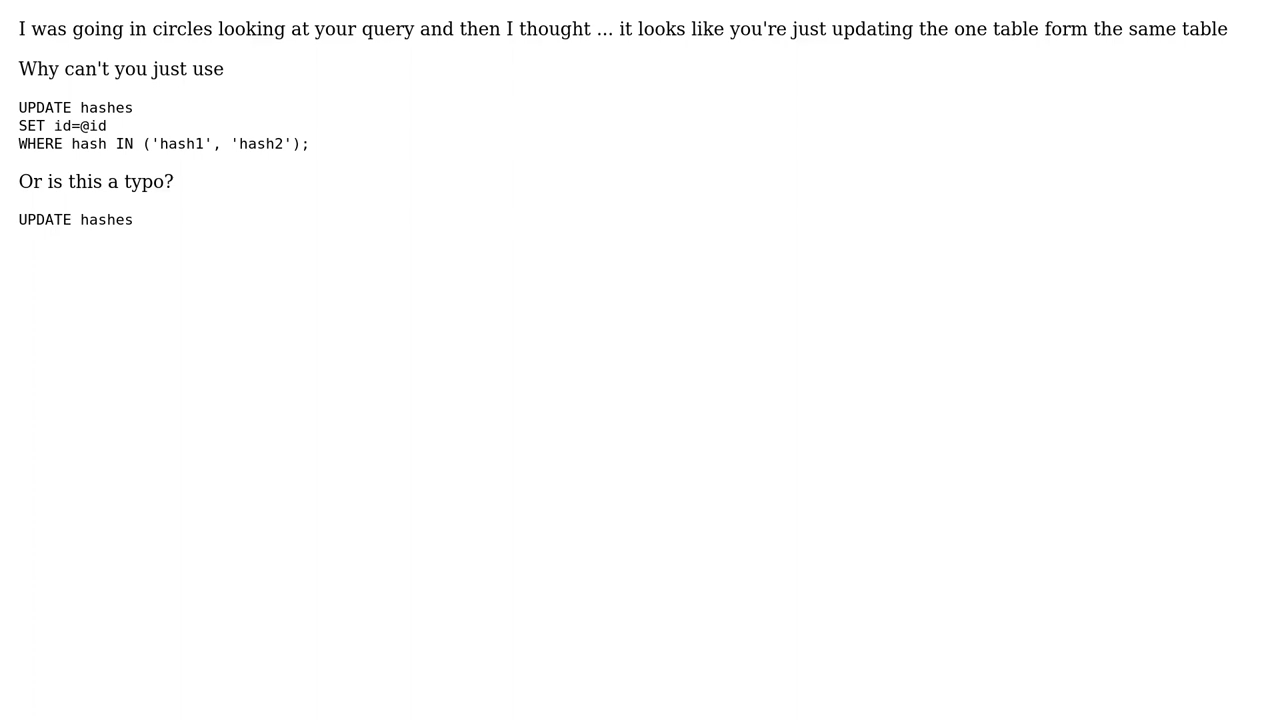 I was going in circles looking at your query and then I thought ... it looks like you're just updating the one table form the same table
Why can't you just use
UPDATE hashes
SET id=@id
WHERE hash IN ('hash1', 'hash2');
Or is this a typo?
UPDATE hashes